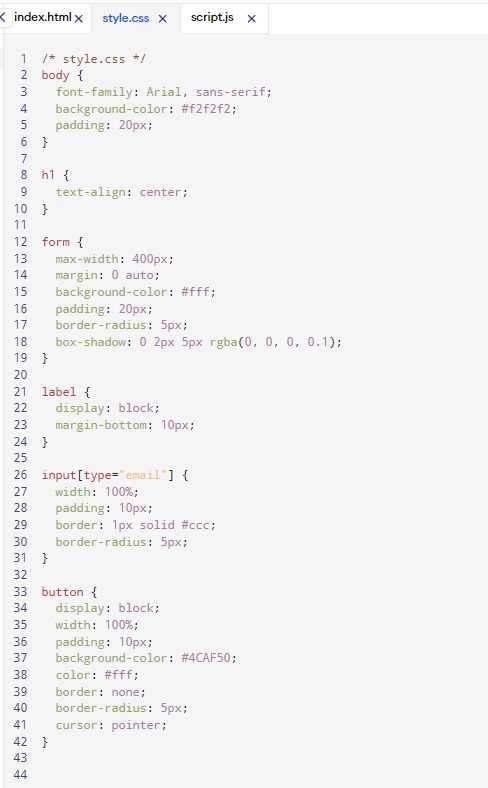 index.html × style.css × script.js ×
1 /* style.css */
2 body {
3   font-family: Arial, sans-serif;
4   background-color: #f2f2f2;
5   padding: 20px;
6 }
7
8 h1 {
9   text-align: center;
10 }
11
12 form {
13   max-width: 400px;
14   margin: 0 auto;
15   background-color: #fff;
16   padding: 20px;
17   border-radius: 5px;
18   box-shadow: 0 2px 5px rgba(0, 0, 0, 0.1);
19 }
20
21 label {
22   display: block;
23   margin-bottom: 10px;
24 }
25
26 input[type="email"] {
27   width: 100%;
28   padding: 10px;
29   border: 1px solid #ccc;
30   border-radius: 5px;
31 }
32
33 button {
34   display: block;
35   width: 100%;
36   padding: 10px;
37   background-color: #4CAF50;
38   color: #fff;
39   border: none;
40   border-radius: 5px;
41   cursor: pointer;
42 }
43
44